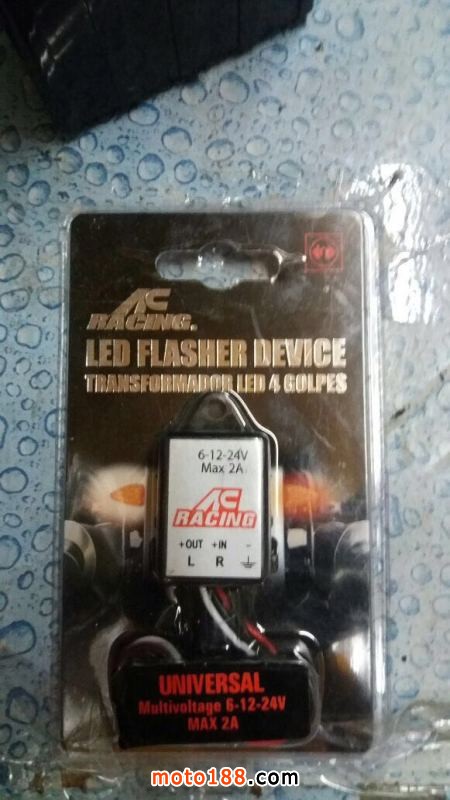 AC
RACING®
LED FLASHER DEVICE
TRANSFORMADOR LED 4 GOLPES
6-12-24V
Max 2A
AC
RACING
+OUT +IN -
L R
UNIVERSAL
Multivoltage 6-12-24V
MAX 2A
moto188.com